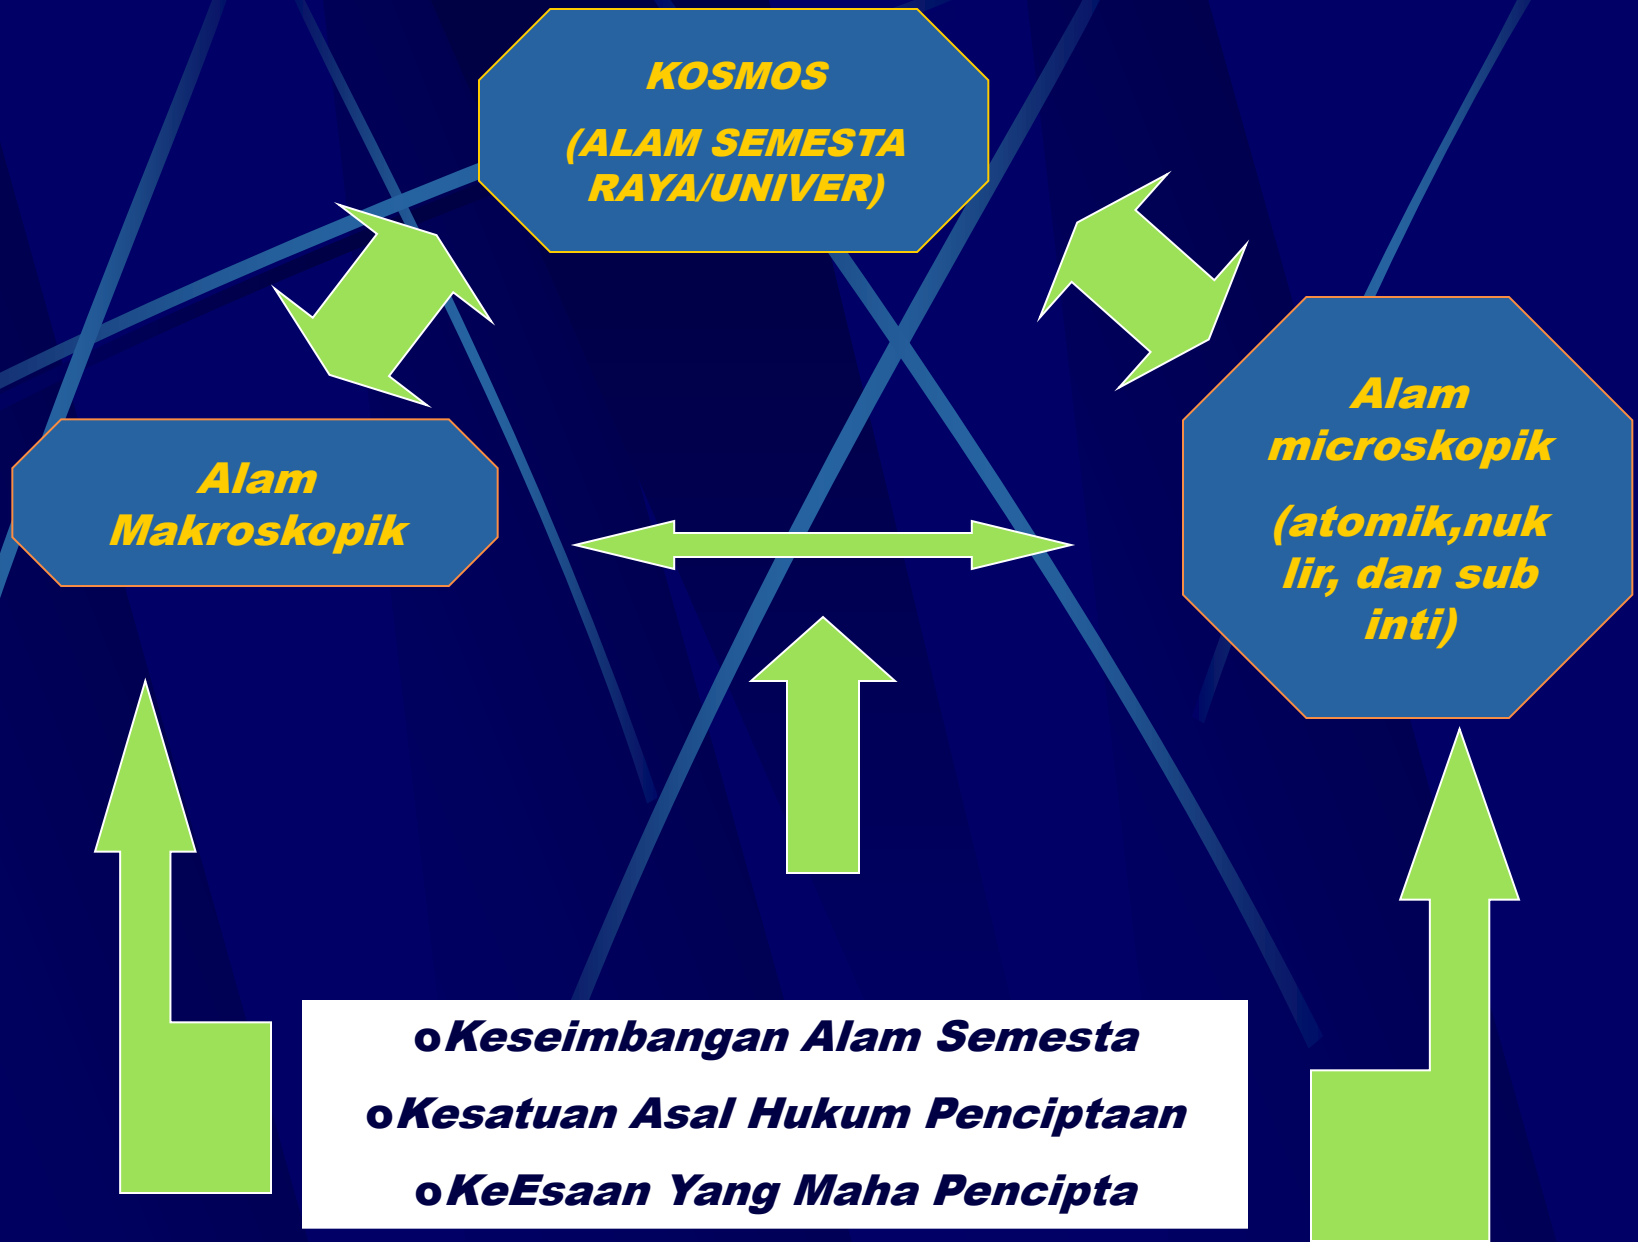 KOSMOS
(ALAM SEMESTA
RAYA/UNIVER)
Alam
Makroskopik
Alam
microskopik
(atomik,nuk
lir, dan sub
inti)
oKeseimbangan Alam Semesta
oKesatuan Asal Hukum Penciptaan
oKeEsaan Yang Maha Pencipta